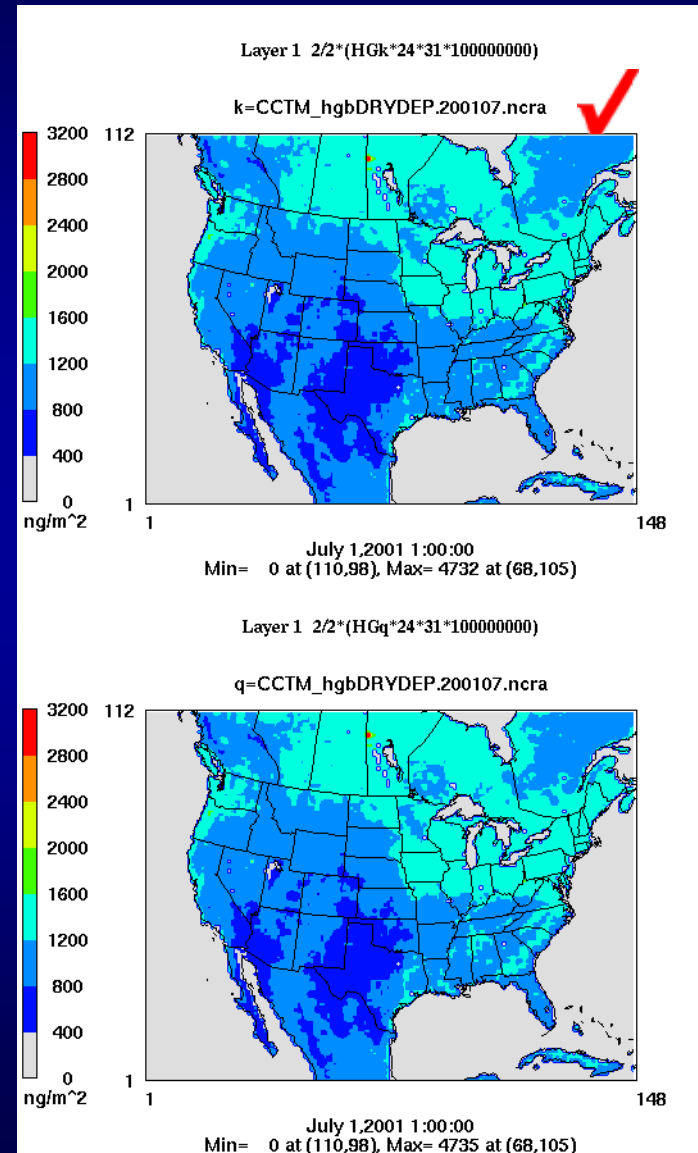 Layer 1 2/2*(HGk*24*31*100000000)
k=CCTM_hgbDRYDEP.200107.ncra
3200
2800
2400
2000
1600
1200
800
400
0
ng/m^2
112
1
1
148
July 1,2001 1:00:00
Min= 0 at (110,98), Max= 4732 at (68,105)
Layer 1 2/2*(HGq*24*31*100000000)
q=CCTM_hgbDRYDEP.200107.ncra
3200
2800
2400
2000
1600
1200
800
400
0
ng/m^2
112
1
1
148
July 1,2001 1:00:00
Min= 0 at (110,98), Max= 4735 at (68,105)